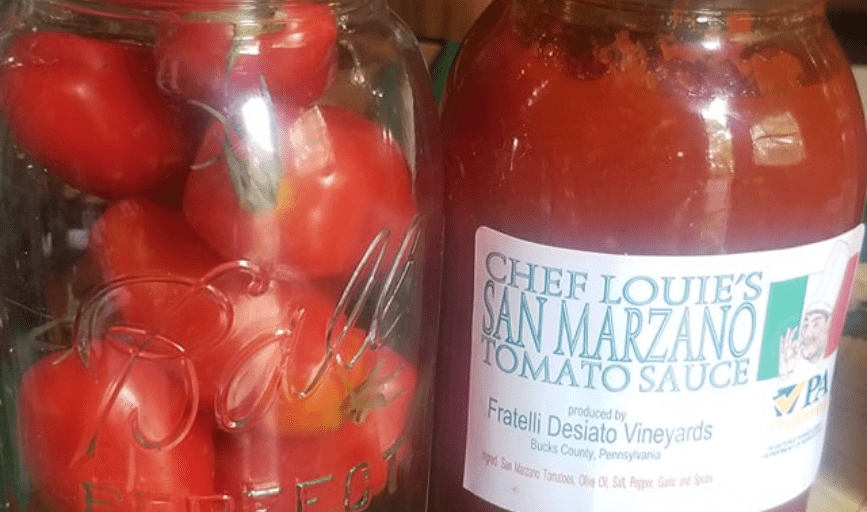 Ball
PERFECT
CHEF LOUIE'S
SAN MARZANO
TOMATO SAUCE
produced by
Fratelli Desiato Vineyards
Bucks County, Pennsylvania
Ingred. San Marzano Tomatoes, Olive Oil, Salt, Pepper, Garlic and Spices
PA